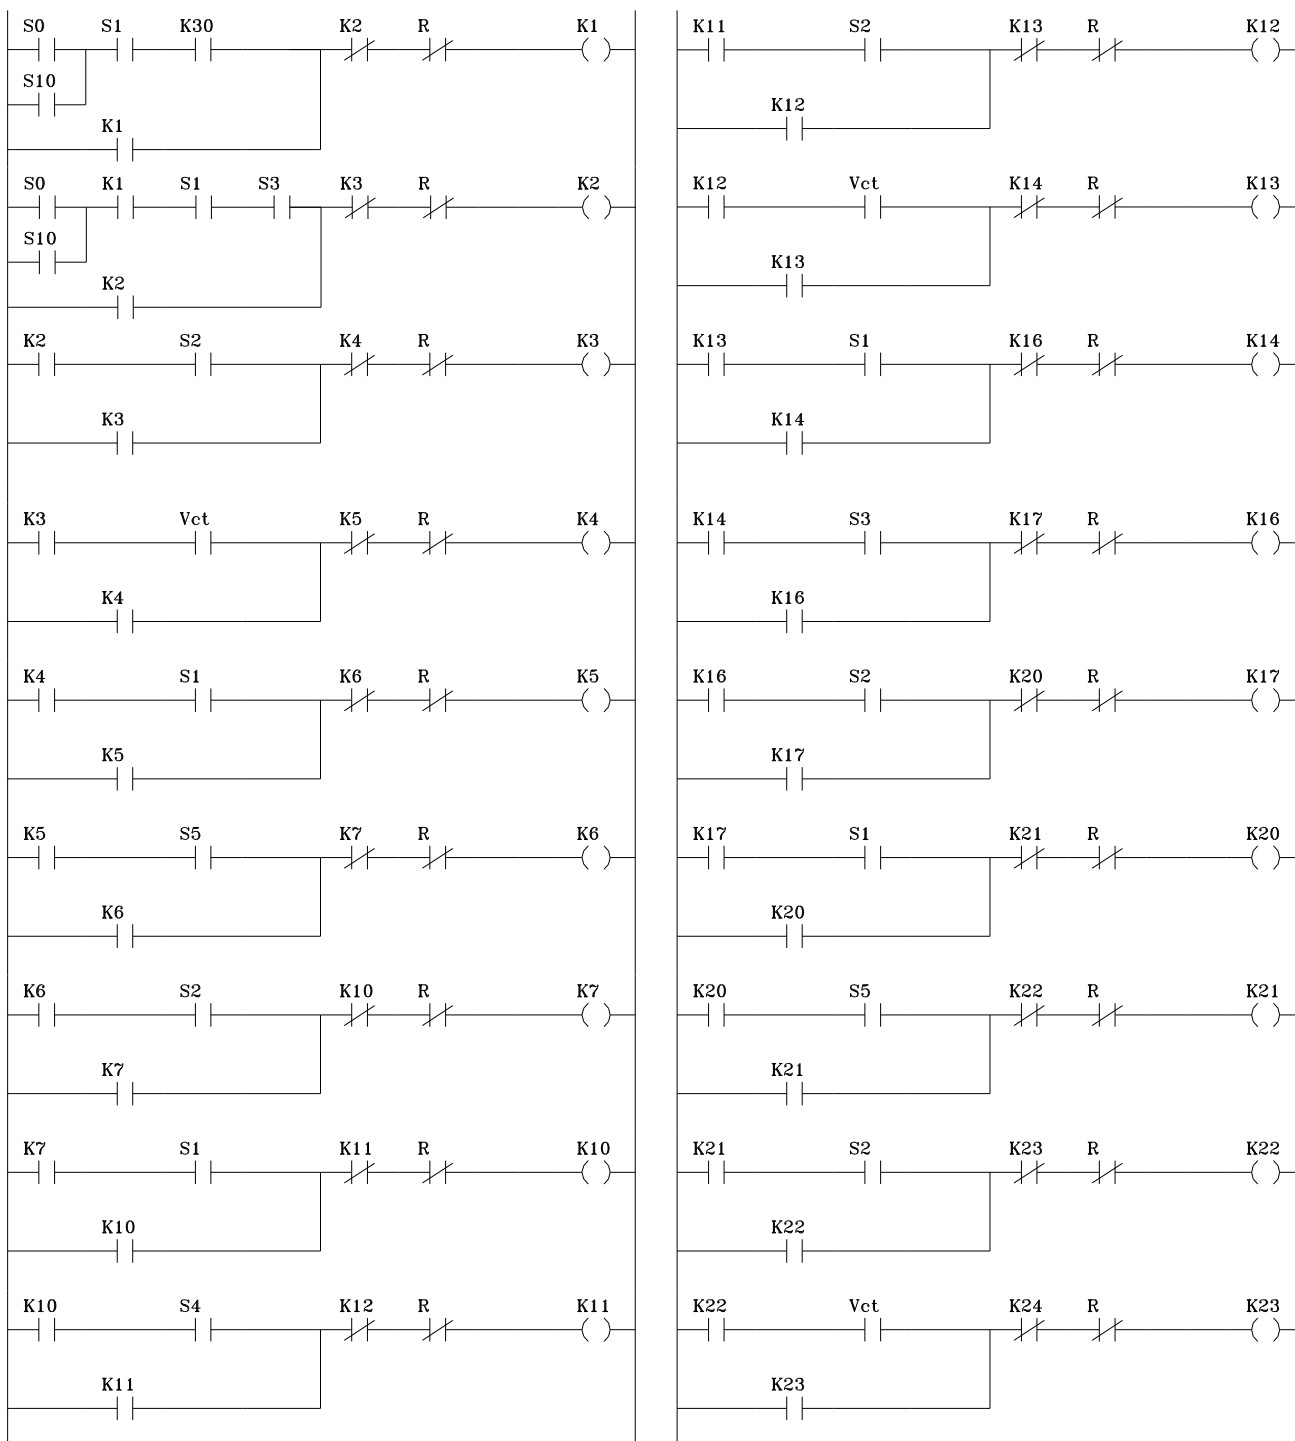 S0 S1 K30 K2 R K1
S10
K1
S0 K1 S1 S3 K3 R K2
S10
K2
K2 S2 K4 R K3
K3
K3 Vct K5 R K4
K4
K4 S1 K6 R K5
K5
K5 S5 K7 R K6
K6
K6 S2 K10 R K7
K7
K7 S1 K11 R K10
K10
K10 S4 K12 R K11
K11
K11 S2 K13 R K12
K12
K12 Vct K14 R K13
K13
K13 S1 K16 R K14
K14
K14 S3 K17 R K16
K16
K16 S2 K20 R K17
K17
K17 S1 K21 R K20
K20
K20 S5 K22 R K21
K21
K21 S2 K23 R K22
K22
K22 Vct K24 R K23
K23